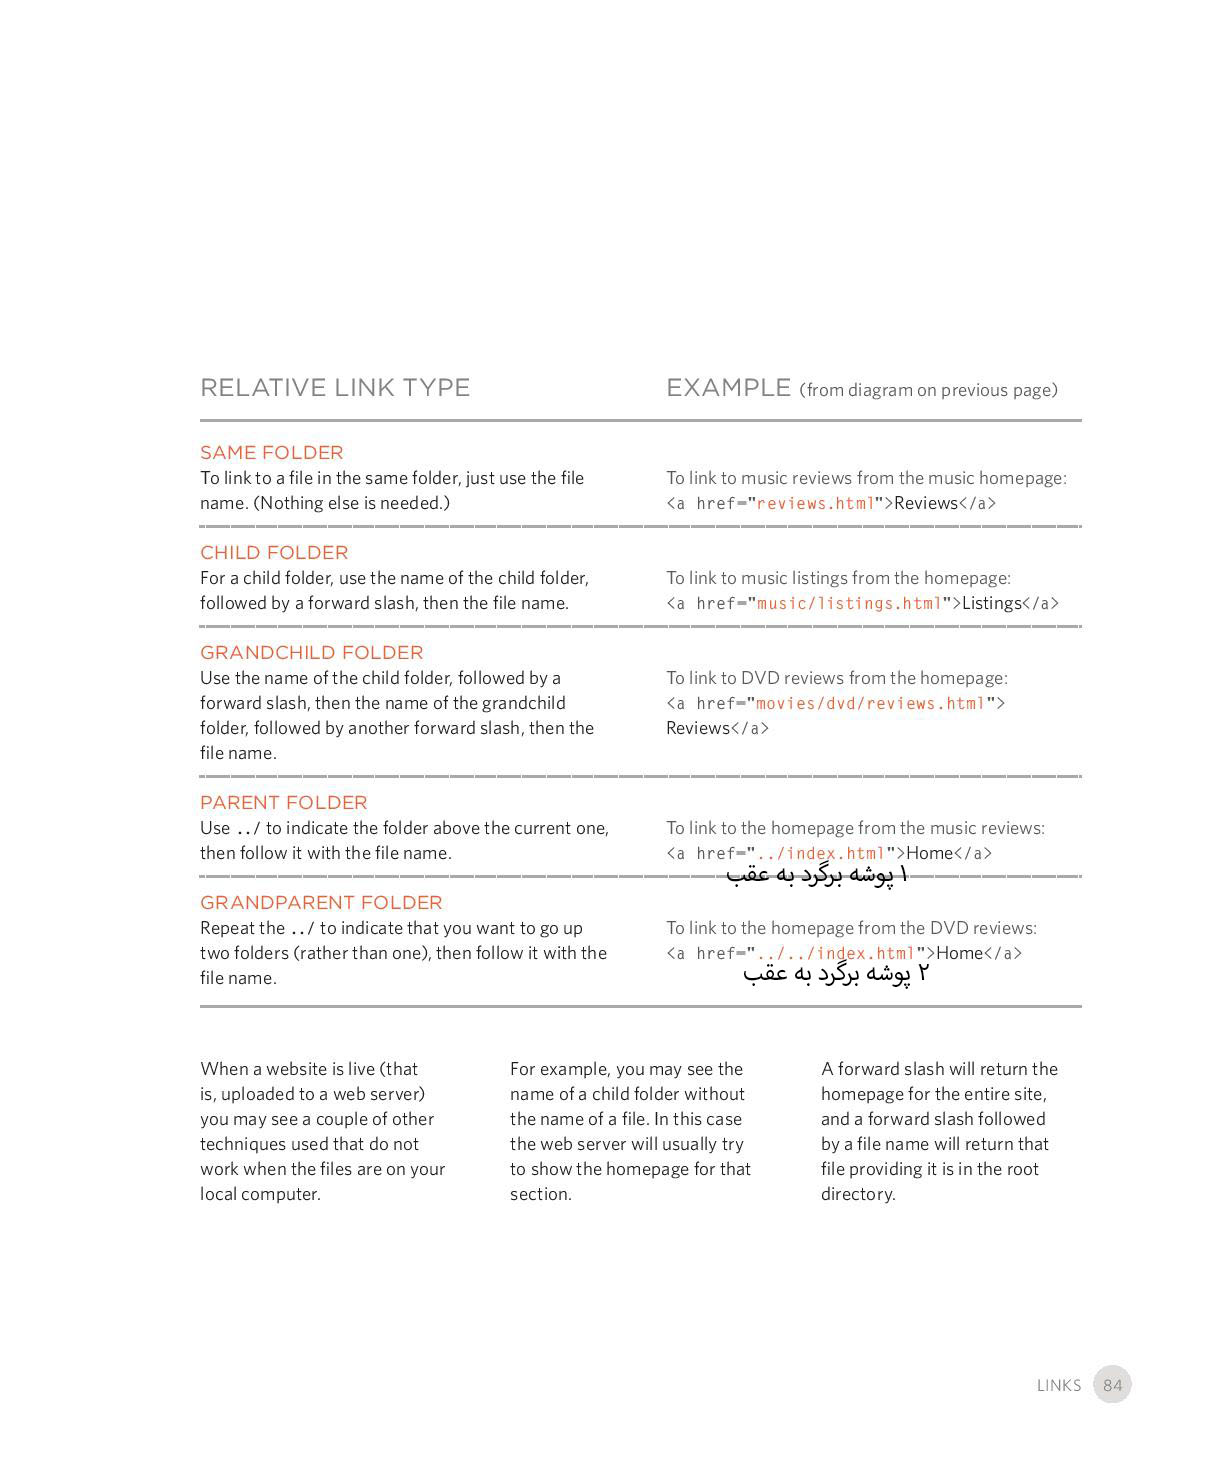 RELATIVE LINK TYPE
EXAMPLE (from diagram on previous page)
SAME FOLDER
To link to a file in the same folder, just use the file
name. (Nothing else is needed.)
To link to music reviews from the music homepage:
<a href="reviews.html">Reviews</a>
CHILD FOLDER
For a child folder, use the name of the child folder,
followed by a forward slash, then the file name.
To link to music listings from the homepage:
<a href="music/listings.html">Listings</a>
GRANDCHILD FOLDER
Use the name of the child folder, followed by a
forward slash, then the name of the grandchild
folder, followed by another forward slash, then the
file name.
To link to DVD reviews from the homepage:
<a href="movies/dvd/reviews.html">
Reviews</a>
PARENT FOLDER
Use ../ to indicate the folder above the current one,
then follow it with the file name.
To link to the homepage from the music reviews:
<a href="../index.html">Home</a>
۱ پوشه برگرد به عقب
GRANDPARENT FOLDER
Repeat the ../ to indicate that you want to go up
two folders (rather than one), then follow it with the
file name.
To link to the homepage from the DVD reviews:
<a href="../../index.html">Home</a>
۲ پوشه برگرد به عقب
When a website is live (that
is, uploaded to a web server)
you may see a couple of other
techniques used that do not
work when the files are on your
local computer.
For example, you may see the
name of a child folder without
the name of a file. In this case
the web server will usually try
to show the homepage for that
section.
A forward slash will return the
homepage for the entire site,
and a forward slash followed
by a file name will return that
file providing it is in the root
directory.
LINKS 84